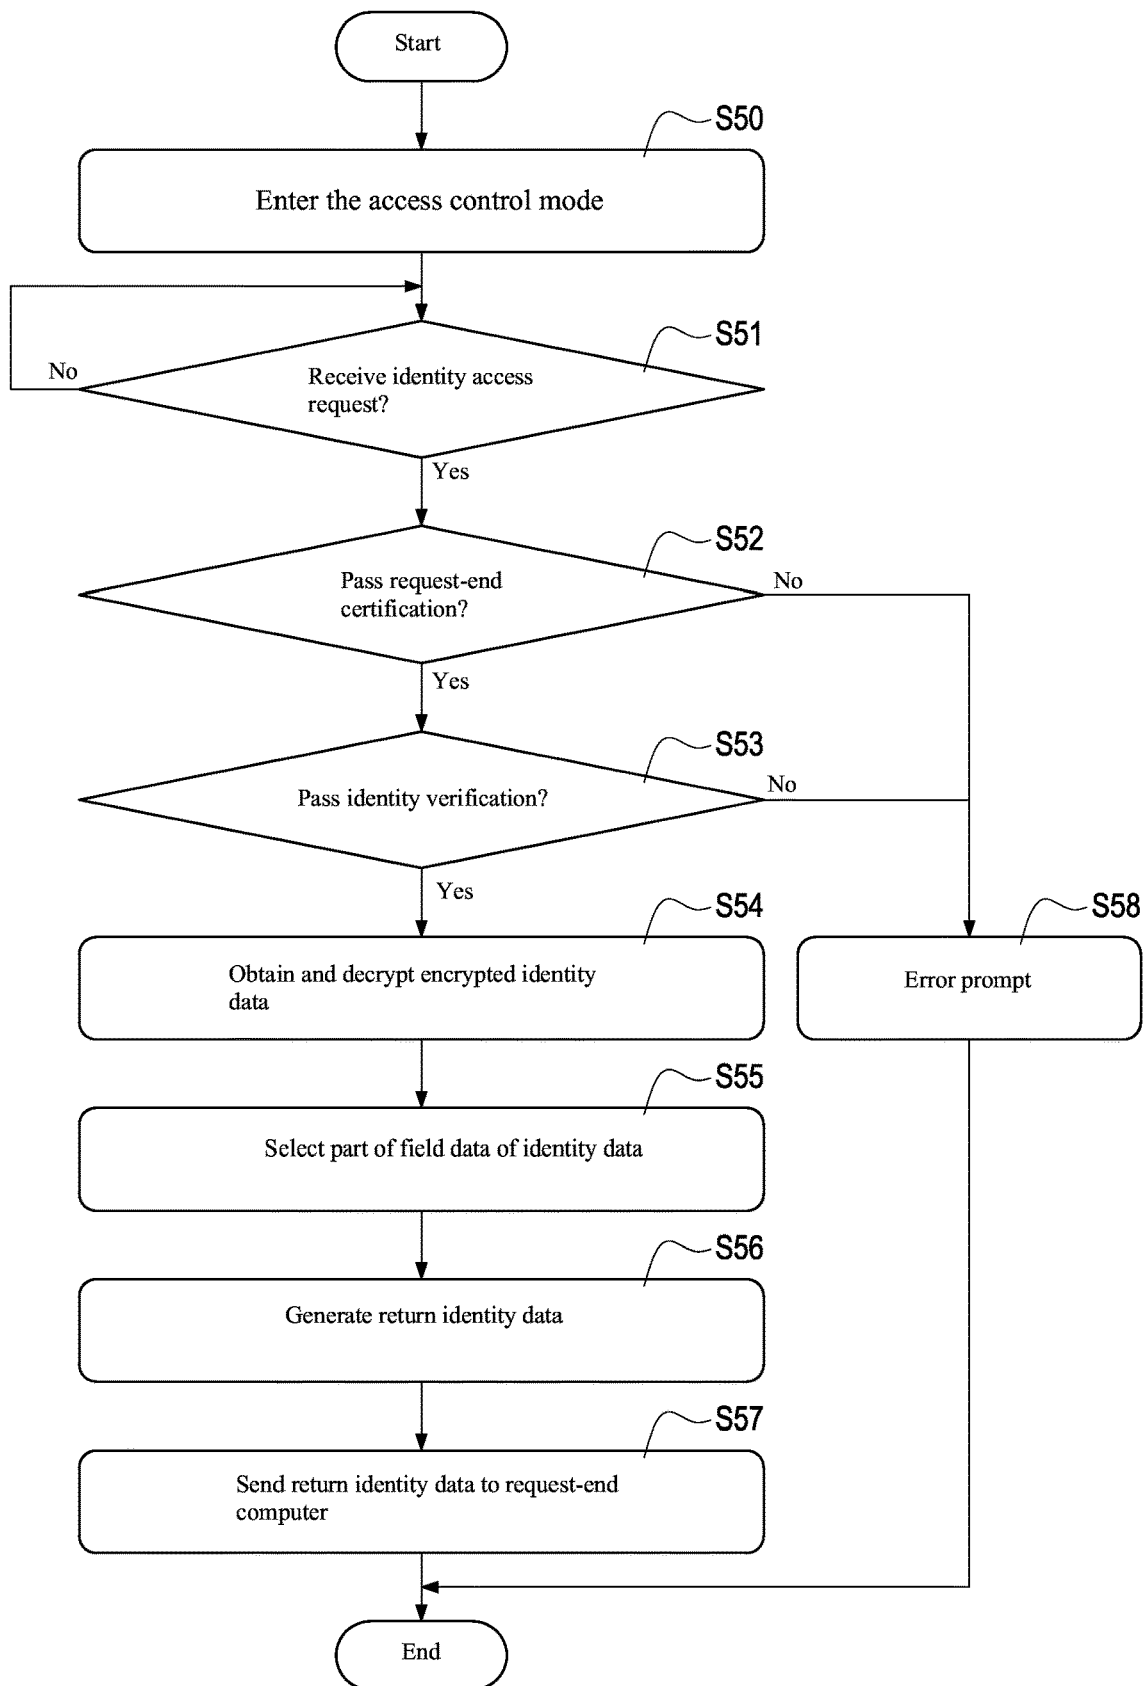 Start
S50
Enter the access control mode
S51
No
Receive identity access
request?
Yes
S52
No
Pass request-end
certification?
Yes
S53
No
Pass identity verification?
Yes
S54
S58
Obtain and decrypt encrypted identity
data
Error prompt
S55
Select part of field data of identity data
S56
Generate return identity data
S57
Send return identity data to request-end
computer
End